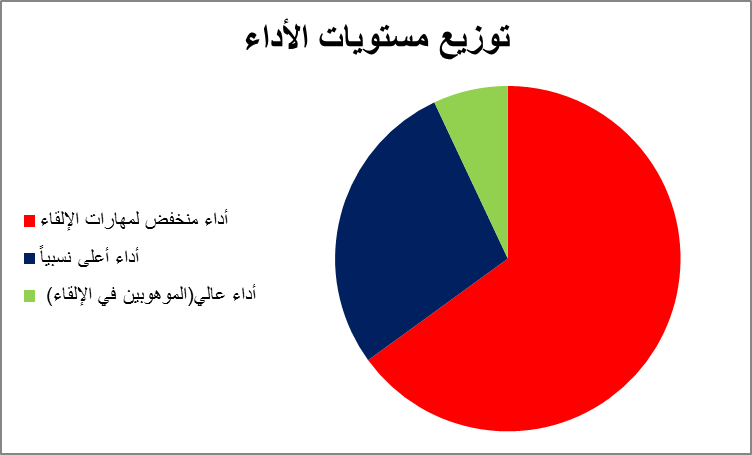 توزيع مستويات الأداء
أداء منخفض لمهارات الإلقاء
أداء أعلى نسبياً
أداء عالي(الموهوبين في الإلقاء)